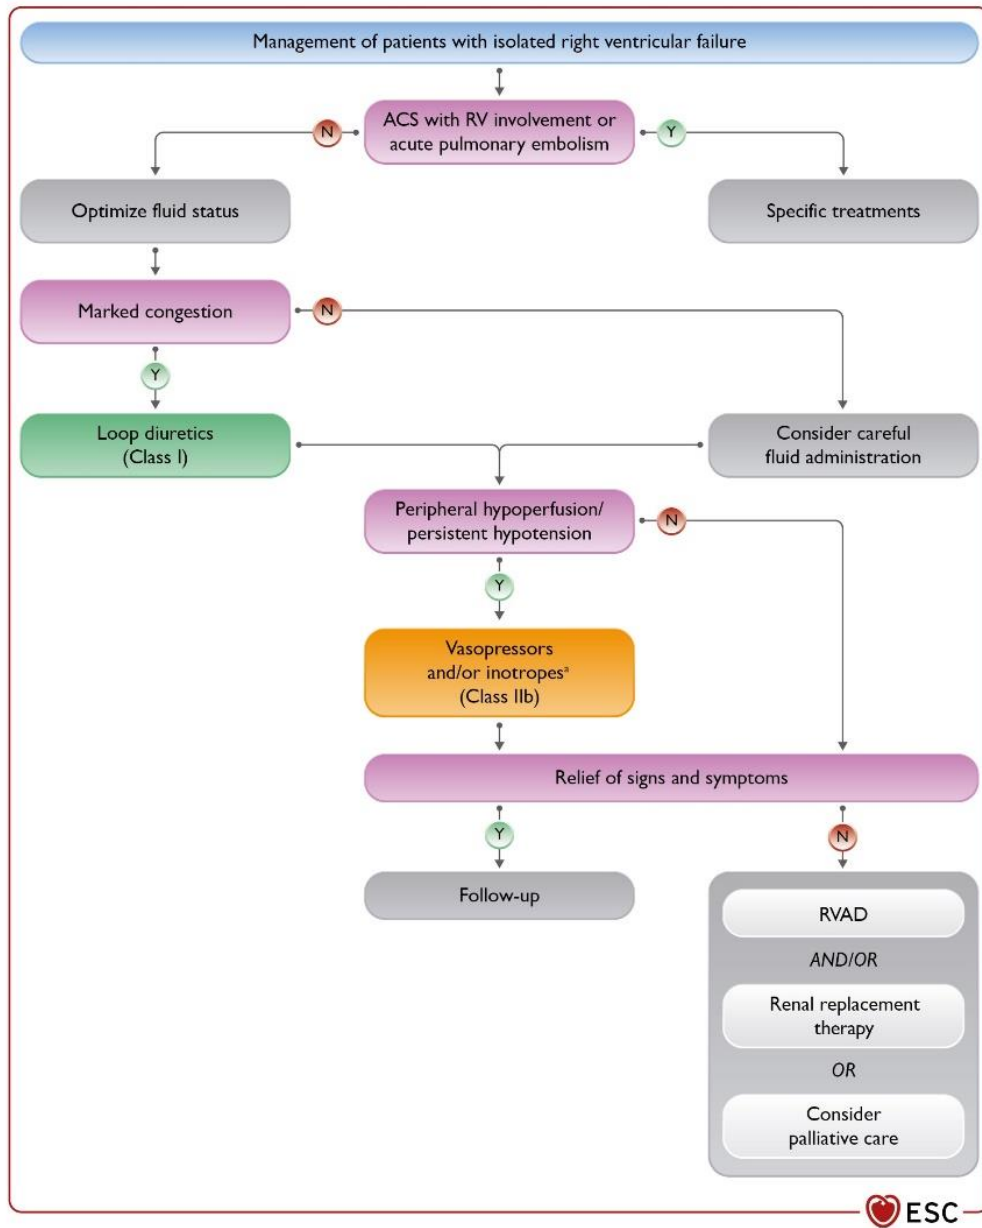 Management of patients with isolated right ventricular failure
ACS with RV involvement or
acute pulmonary embolism
N
Y
Optimize fluid status
Specific treatments
Marked congestion
N
Y
Loop diuretics
(Class I)
Consider careful
fluid administration
Peripheral hypoperfusion/
persistent hypotension
N
Y
Vasopressors
and/or inotropesª
(Class IIb)
Relief of signs and symptoms
Y
N
Follow-up
RVAD
AND/OR
Renal replacement
therapy
OR
Consider
palliative care
ESC